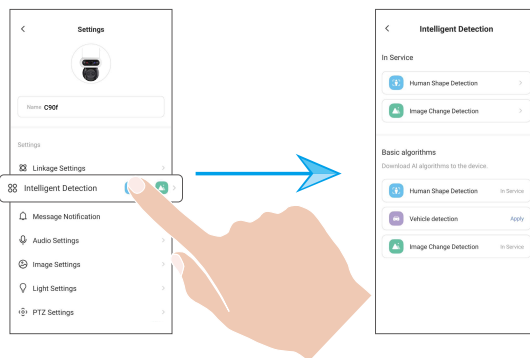 Settings
Name C90f
Settings
Linkage Settings
Intelligent Detection
Message Notification
Audio Settings
Image Settings
Light Settings
PTZ Settings
Intelligent Detection
In Service
Human Shape Detection
Image Change Detection
Basic algorithms
Download AI algorithms to the device.
Human Shape Detection In Service
Vehicle detection Apply
Image Change Detection In Service